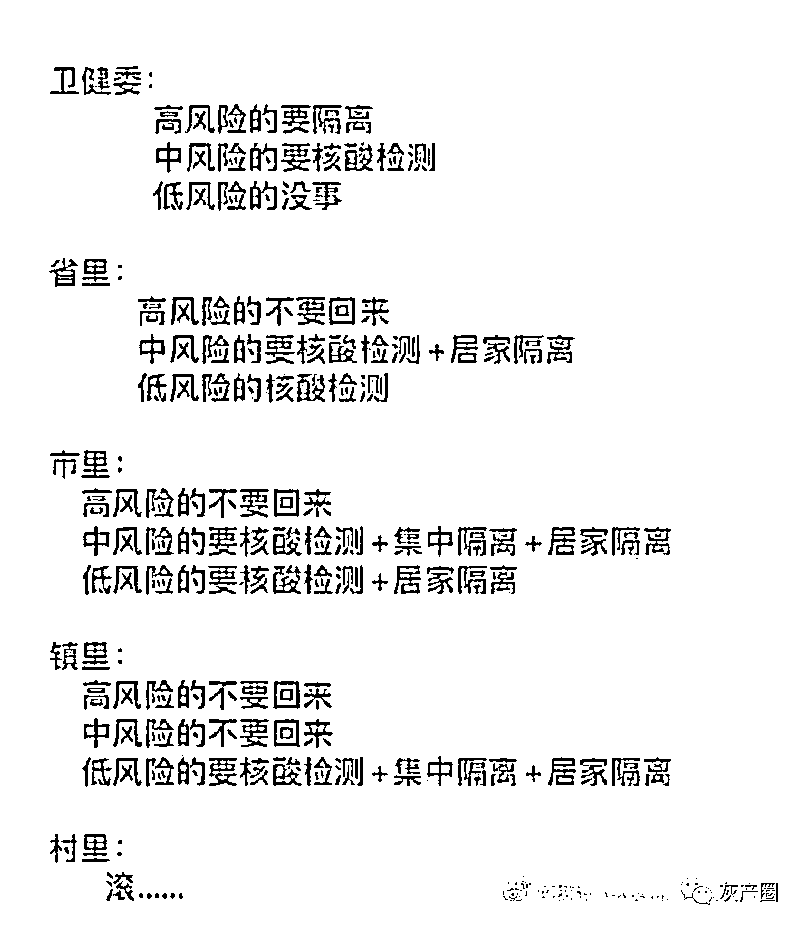 卫健委：
高风险的要隔离
中风险的要核酸检测
低风险的没事
省里：
高风险的不要回来
中风险的要核酸检测+居家隔离
低风险的核酸检测
市里：
高风险的不要回来
中风险的要核酸检测+集中隔离+居家隔离
低风险的要核酸检测+居家隔离
镇里：
高风险的不要回来
中风险的不要回来
低风险的要核酸检测+集中隔离+居家隔离
村里：
滚......
灰产圈